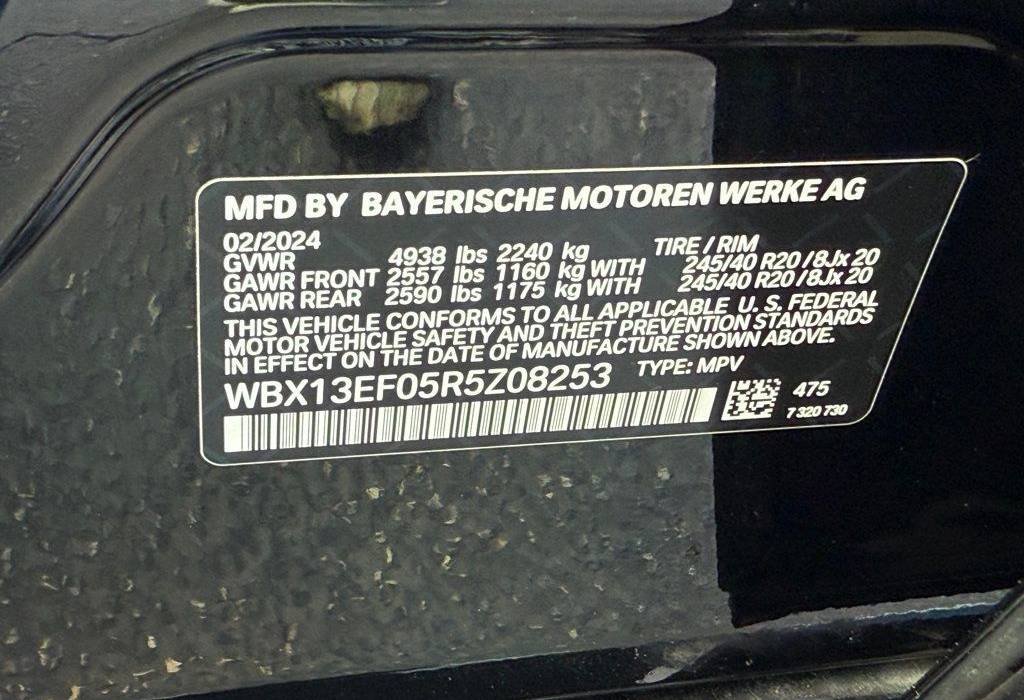 MFD BY BAYERISCHE MOTOREN WERKE AG
02/2024 TIRE / RIM
GVWR 4938 lbs 2240 kg
GAWR FRONT 2557 lbs 1160 kg WITH 245/40 R20 /8Jx 20
GAWR REAR 2590 lbs 1175 kg WITH 245/40 R20 /8Jx 20
THIS VEHICLE CONFORMS TO ALL APPLICABLE U. S. FEDERAL
MOTOR VEHICLE SAFETY AND THEFT PREVENTION STANDARDS
IN EFFECT ON THE DATE OF MANUFACTURE SHOWN ABOVE.
WBX13EF05R5Z08253 TYPE: MPV
475
7 320 730